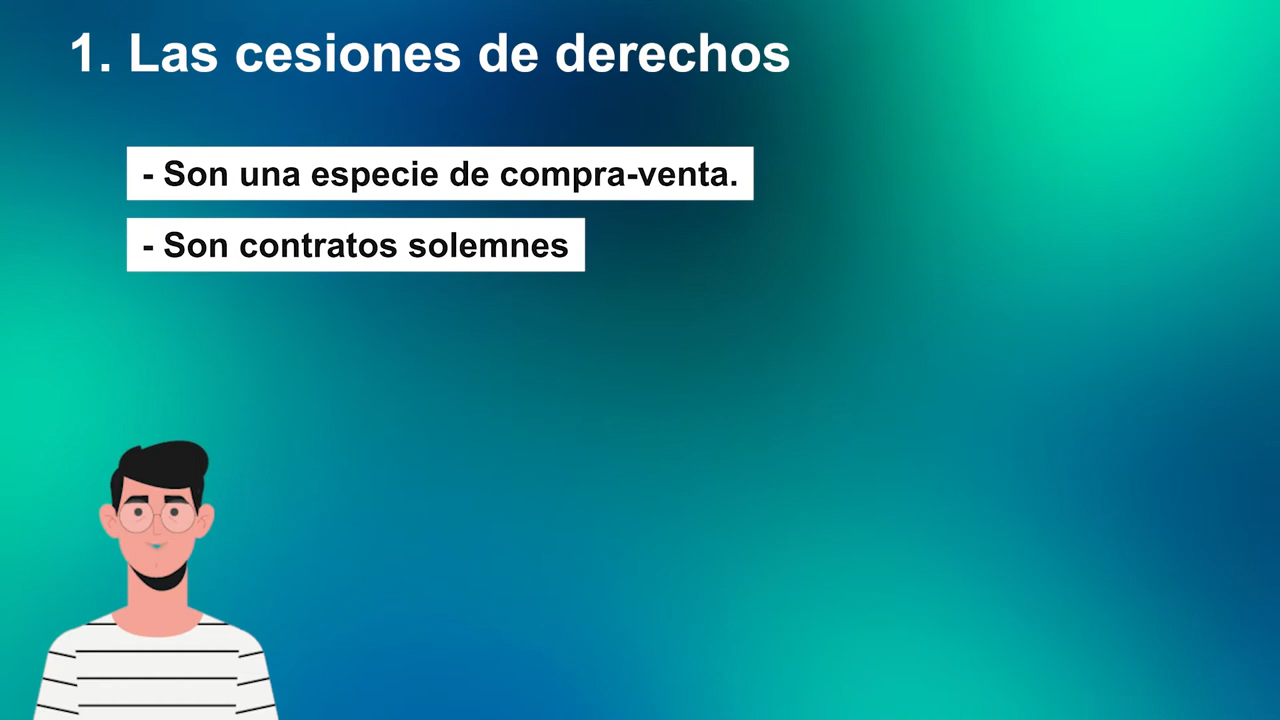 1. Las cesiones de derechos
- Son una especie de compra-venta.
- Son contratos solemnes